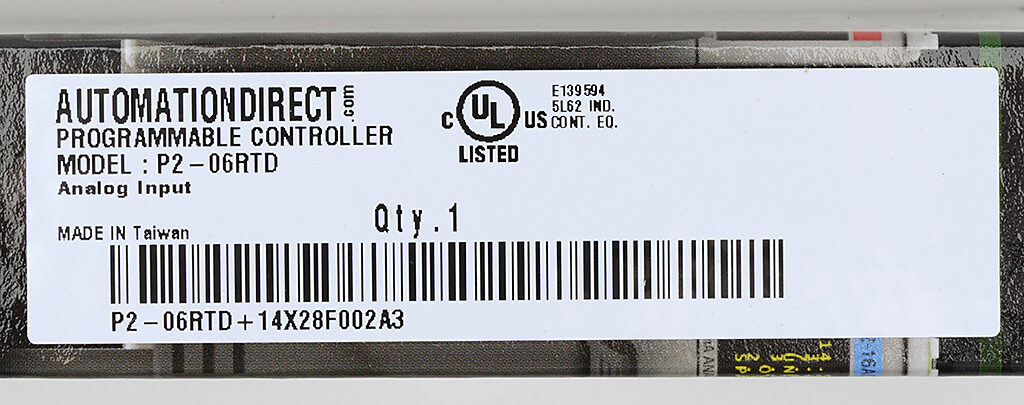 AUTOMATIONDIRECT.com
PROGRAMMABLE CONTROLLER
MODEL : P2-06RTD
Analog Input
C UL US
LISTED
E139594
5L62 IND.
CONT. EQ.
Qty.1
MADE IN Taiwan
P2-06RTD+14X28F002A3